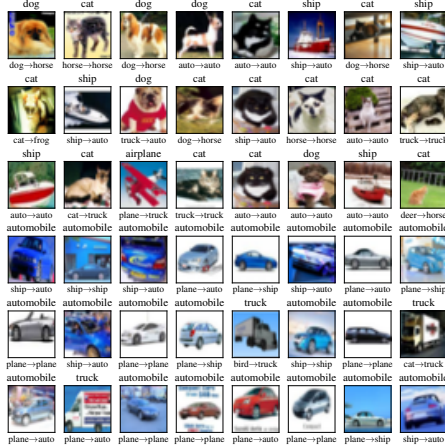 dog cat dog dog cat ship cat ship
dog→horse horse→horse dog→horse auto→auto auto→auto ship→auto dog→horse ship→auto
cat ship dog cat cat cat cat cat
cat→frog ship→auto truck→auto dog→horse ship→auto horse→horse auto→auto truck→truck
ship cat airplane cat cat dog ship cat
auto→auto cat→truck plane→truck truck→truck auto→auto auto→auto auto→auto deer→horse
automobile automobile automobile automobile automobile automobile automobile automobile
ship→auto ship→ship ship→auto plane→auto plane→ship ship→auto plane→auto plane→ship
automobile automobile automobile automobile truck automobile automobile truck
plane→plane ship→auto plane→plane plane→ship bird→truck ship→ship plane→plane cat→truck
automobile truck automobile automobile automobile automobile automobile automobile
plane→auto plane→auto plane→plane plane→plane plane→auto plane→plane plane→ship ship→auto